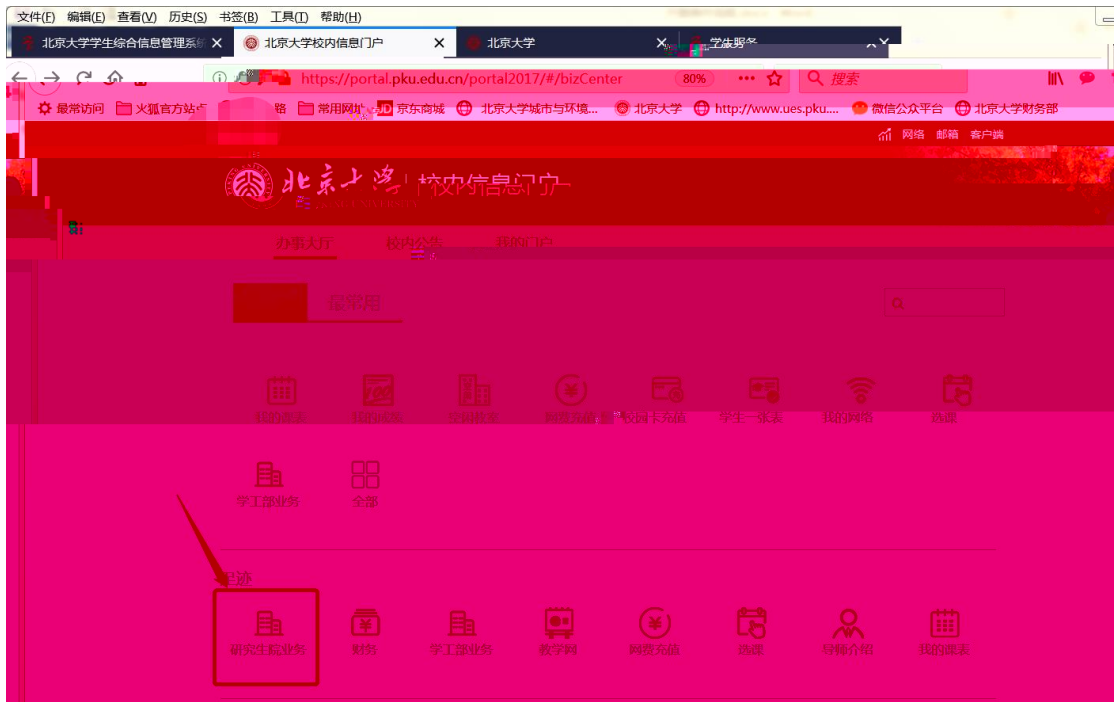 文件(F) 编辑(E) 查看(V) 历史(S) 书签(B) 工具(T) 帮助(H)
北京大学学生综合信息管理系统 北京大学校内信息门户 北京大学 学生服务
https://portal.pku.edu.cn/portal2017/#/bizCenter 80% 搜索
最常访问 火狐官方站点 常用网址 JD 京东商城 北京大学城市与环境... 北京大学 http://www.ues.pku.... 微信公众平台 北京大学财务部
网络 邮箱 客户端
北京大学 校内信息门户
办事大厅 校内公告 我的门户
最常用
我的课表 我的成绩 空闲教室 网费充值 校园卡充值 学生一张表 我的网络 选课
学工部业务 全部
足迹
研究生院业务 财务 学工部业务 教学网 网费充值 选课 导师介绍 我的课表